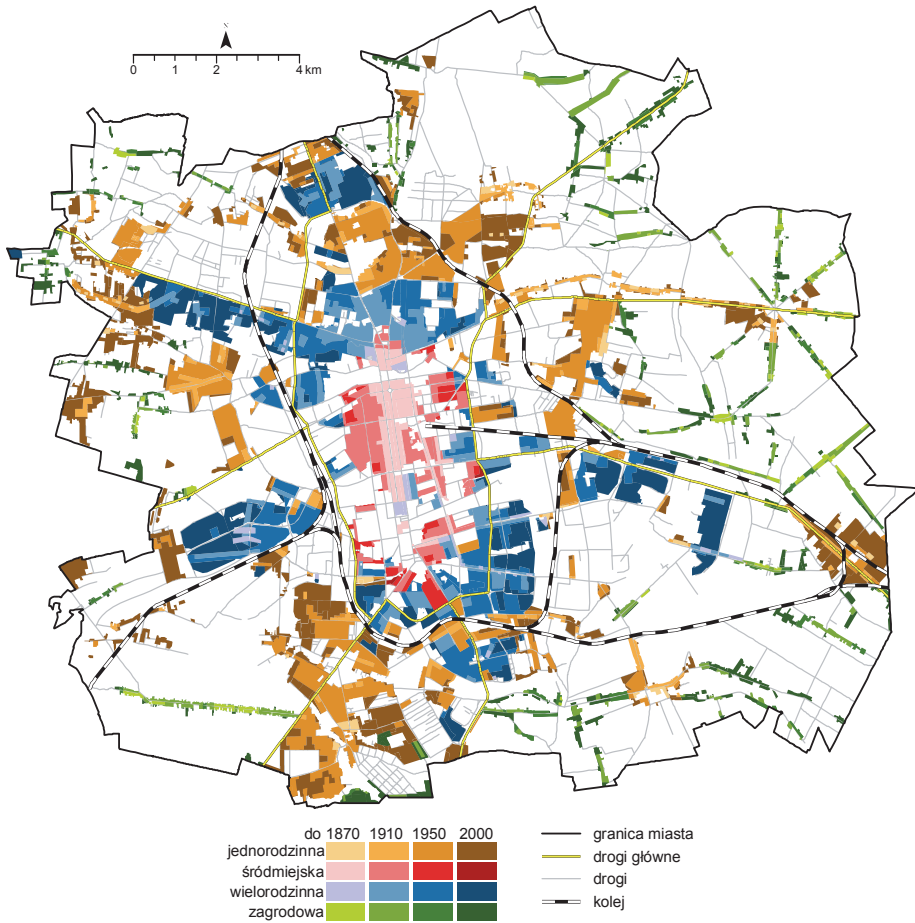 N
0 1 2 4 km
do 1870 1910 1950 2000
jednorodzinna
śródmiejska
wielorodzinna
zagrodowa
granica miasta
drogi główne
drogi
kolej